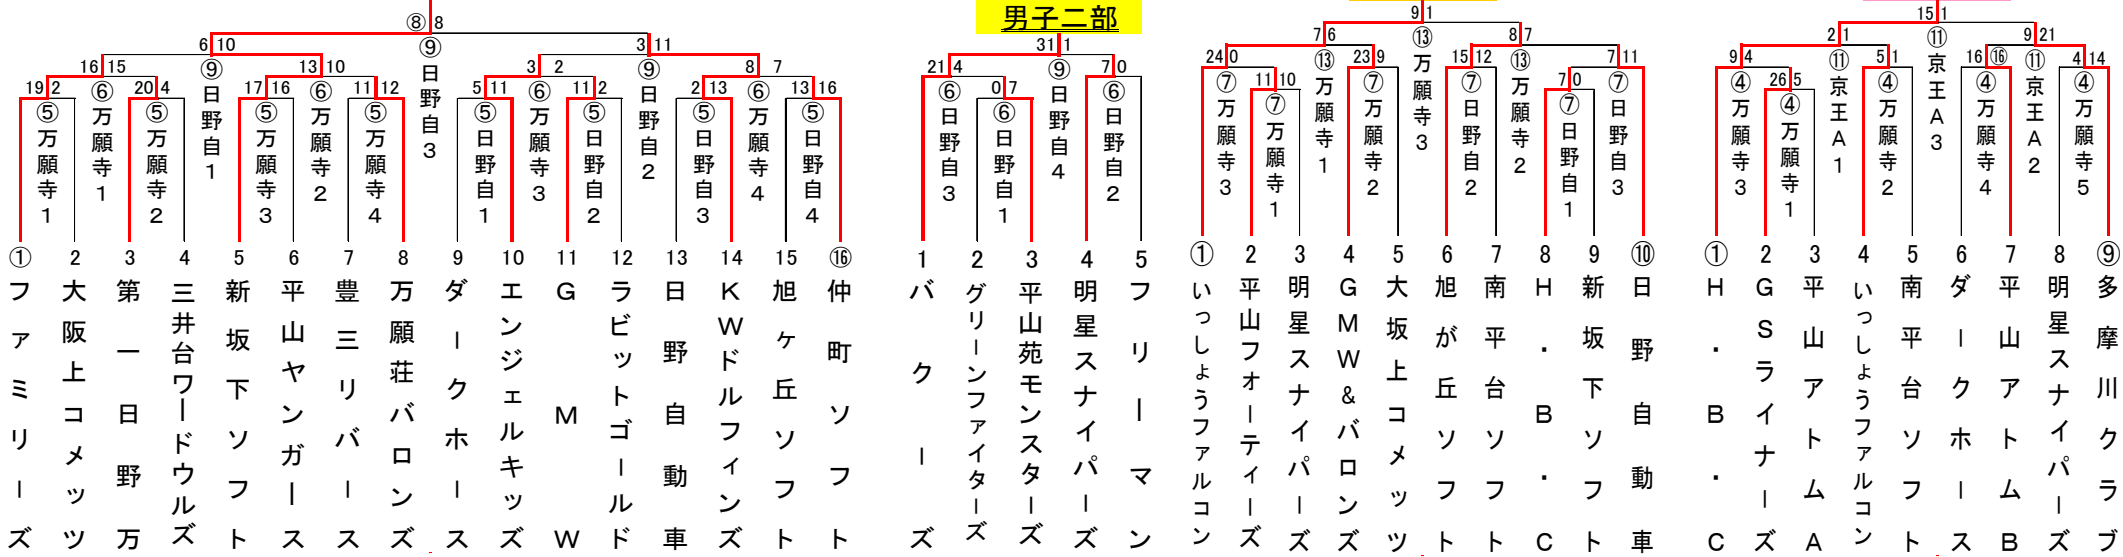 ⑧ 8
男子二部
9 1
15 1
6 10
⑨日野自3
3 11
31 1
7 6
⑬万願寺3
8 7
2 1
⑪京王A3
9 21
16 15
⑨日野自1
13 10
3 2
⑨日野自2
8 7
21 4
⑨日野自4
7 0
24 0
⑬万願寺1
23 9
15 12
⑬万願寺2
7 11
9 4
⑪京王A1
5 1
16 ⑯
⑪京王A2
4 14
19 2
⑥万願寺1
20 4
17 16
⑥万願寺2
11 12
5 11
⑥万願寺3
11 2
2 13
⑥万願寺4
13 16
⑥日野自3
0 7
⑥日野自2
⑦万願寺3
11 10
⑦万願寺2
⑦日野自2
7 0
⑦日野自3
④万願寺3
26 5
④万願寺2
④万願寺4
④万願寺5
⑤万願寺1
⑤万願寺2
⑤万願寺3
⑤万願寺4
⑤日野自1
⑤日野自2
⑤日野自3
⑤日野自4
⑥日野自1
⑦万願寺1
⑦日野自1
④万願寺1
①ファミリーズ
2大阪上コメッツ
3第一日野万
4三井台ワードウルズ
5新坂下ソフト
6平山ヤンガース
7豊三リバース
8万願荘バロンズ
9ダークホース
10エンジェルキッズ
11GMW
12ラビットゴールド
13日野自動車
14KWドルフィンズ
15旭ヶ丘ソフト
⑯仲町ソフト
1バクーズ
2グリーンファイターズ
3平山苑モンスターズ
4明星スナイパーズ
5フリーマン
①いっしょうファルコン
2平山フォーティーズ
3明星スナイパーズ
4GMW&バロンズ
5大坂上コメッツ
6旭が丘ソフト
7南平台ソフト
8H・B・C
9新坂下ソフト
⑩日野自動車
①H・B・C
2GSライナーズ
3平山アトムA
4いっしょうファルコン
5南平台ソフト
6ダークホース
7平山アトムB
8明星スナイパーズ
⑨多摩川クラブ